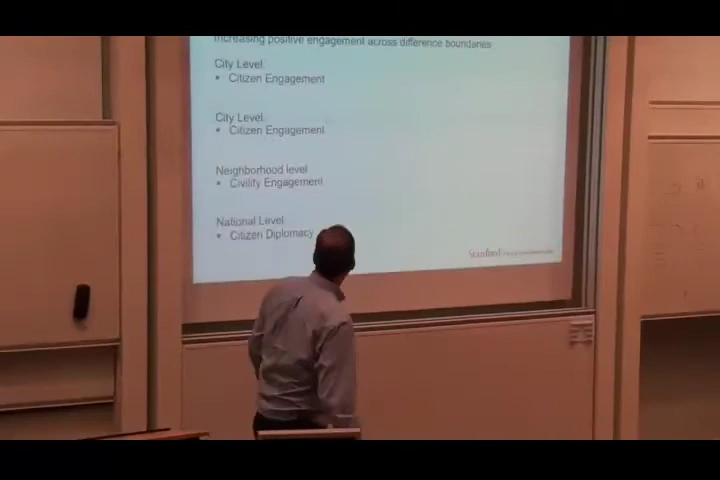 Increasing positive engagement across difference boundaries
City Level
• Citizen Engagement
City Level
• Citizen Engagement
Neighborhood level
• Civility Engagement
National Level
• Citizen Diplomacy
Stanford